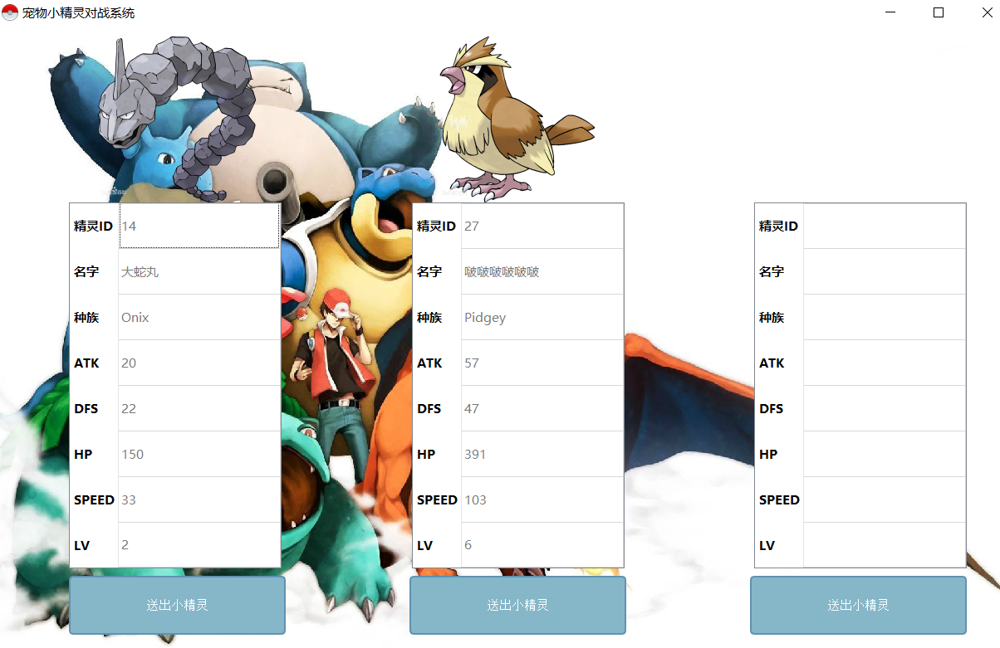 宠物小精灵对战系统
精灵ID 14
名字 大蛇丸
种族 Onix
ATK 20
DFS 22
HP 150
SPEED 33
LV 2
送出小精灵
精灵ID 27
名字 啵啵啵啵啵啵
种族 Pidgey
ATK 57
DFS 47
HP 391
SPEED 103
LV 6
送出小精灵
精灵ID
名字
种族
ATK
DFS
HP
SPEED
LV
送出小精灵